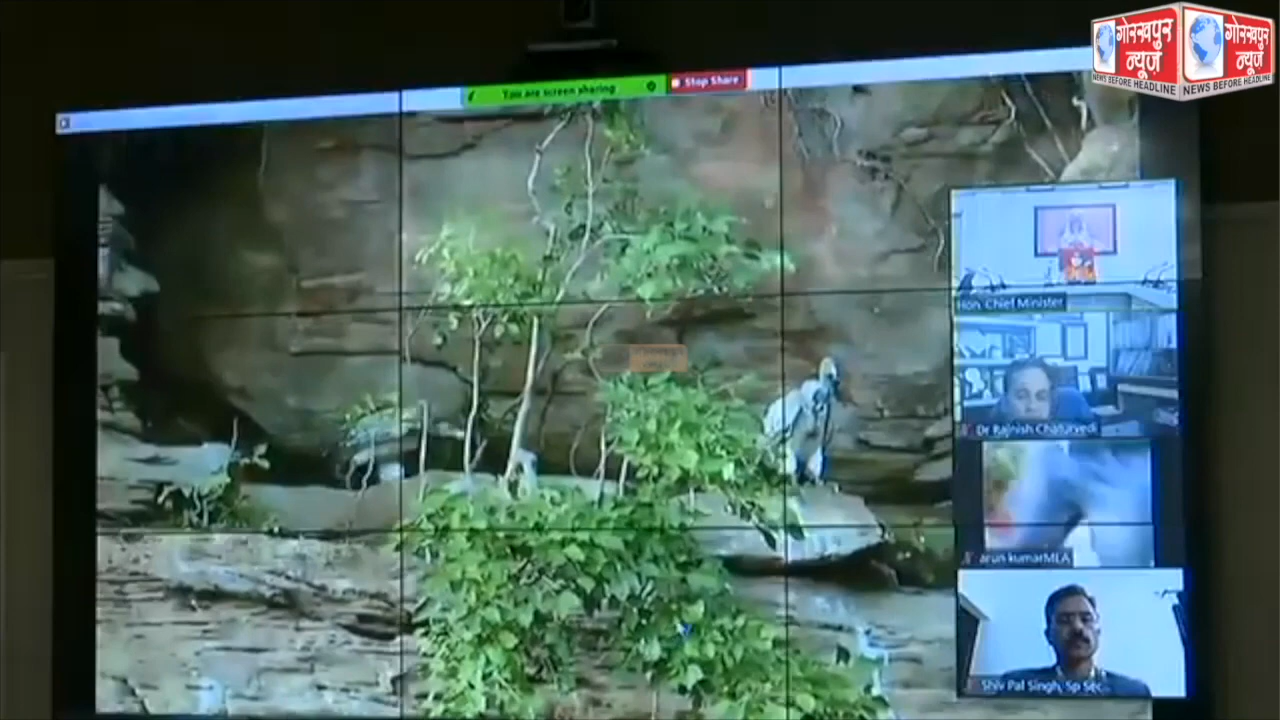 गोरखपुर
न्यूज़
NEWS BEFORE HEADLINE
गोरखपुर
न्यूज़
NEWS BEFORE HEADLINE
You are screen sharing
Stop Share
Hon. Chief Minister
Dr Rajnish Chaturvedi
arun kumarMLA
Shiv Pal Singh, Sp Sec...